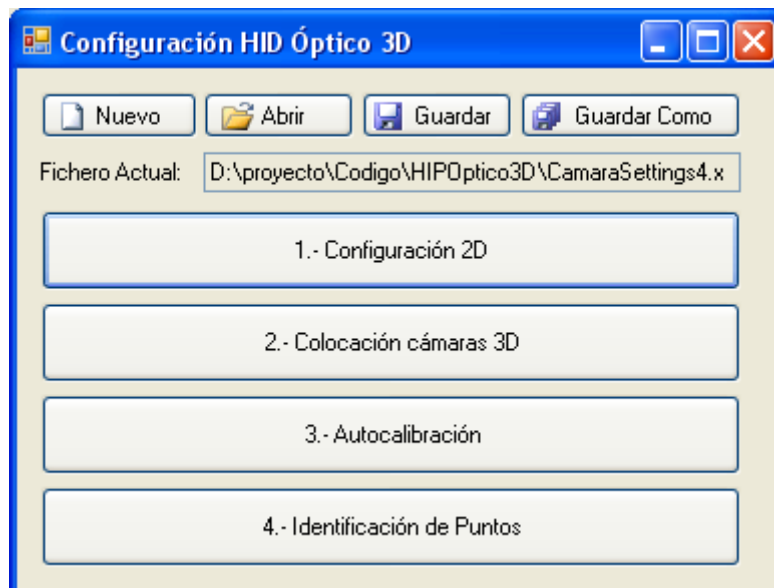 Configuración HID Óptico 3D
Nuevo Abrir Guardar Guardar Como
Fichero Actual: D:\proyecto\Codigo\HIPOptico3D\CamaraSettings4.x
1.- Configuración 2D
2.- Colocación cámaras 3D
3.- Autocalibración
4.- Identificación de Puntos